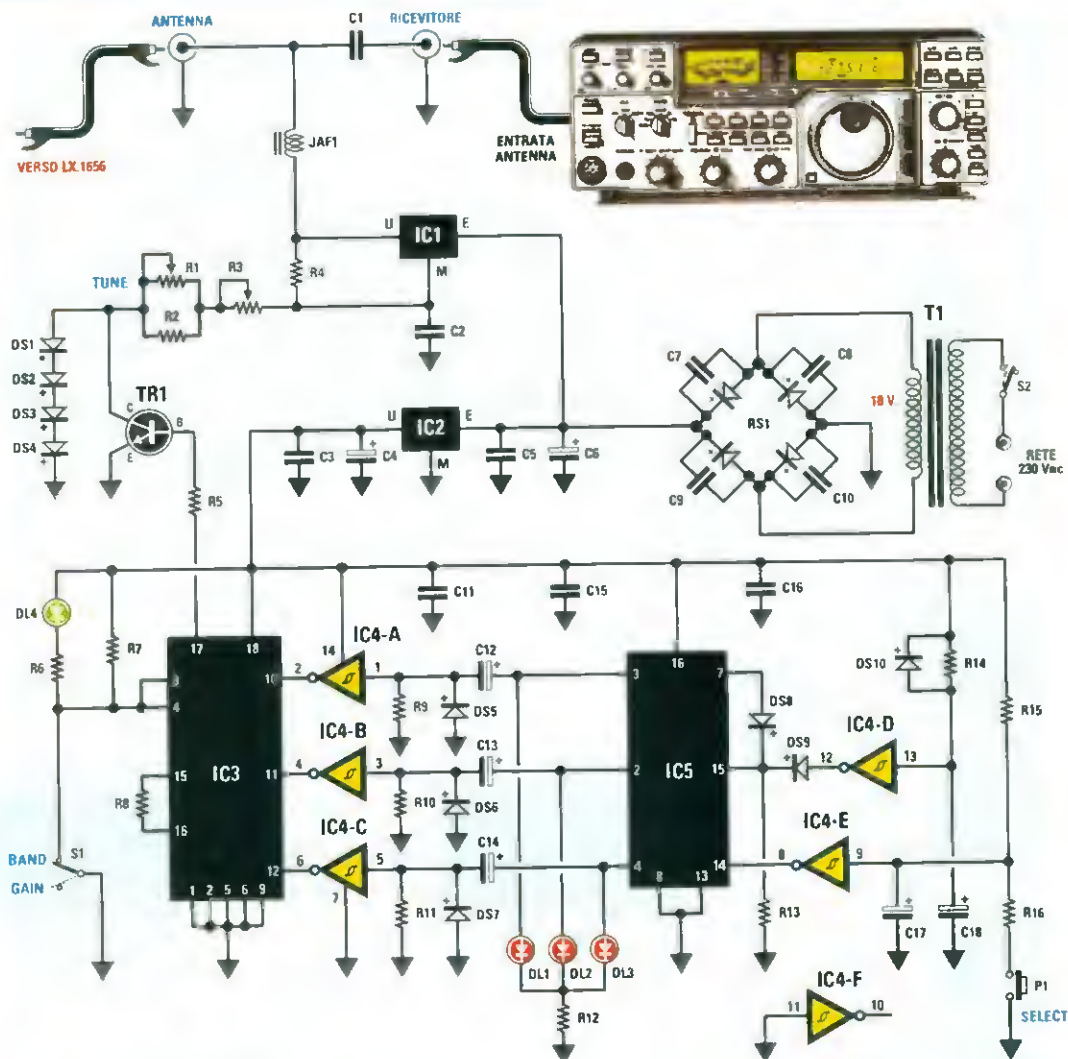 ANTENNA
C1
RICEVITORE
VERSO LX.1656
JAF1
ENTRATA
ANTENNA
U
IC1
E
M
R4
TUNE
R1
R2
R3
C2
DS1
DS2
DS3
DS4
TR1
C
B
E
R5
U
IC2
E
M
C3
C4
C5
C6
C7
C8
C9
C10
RS1
18 V.
T1
S2
RETE
230 Vac
DL4
R6
R7
C11
C15
C16
DS10
R14
R15
17
18
3
4
15
16
R8
IC3
10
11
12
1
2
5
6
9
S1
BAND
GAIN
IC4-A
14
2
1
IC4-B
4
3
IC4-C
6
5
7
R9
R10
R11
DS5
DS6
DS7
C12
C13
C14
16
3
2
4
IC5
7
15
14
8
13
DS8
DS9
IC4-D
12
13
IC4-E
8
9
R13
C17
C18
R16
P1
SELECT
DL1
DL2
DL3
R12
IC4-F
11
10